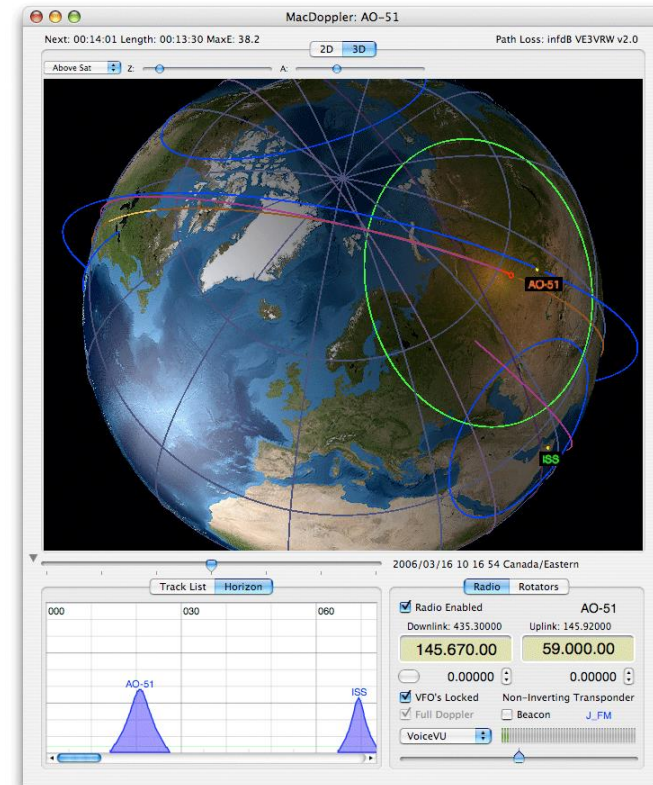 MacDoppler: AO-51
Next: 00:14:01 Length: 00:13:30 MaxE: 38.2
Path Loss: infdB VE3VRW v2.0
2D 3D
Above Sat Z: A:
AO-51
ISS
2006/03/16 10 16 54 Canada/Eastern
Track List Horizon
000 030 060
AO-51
ISS
Radio Rotators
Radio Enabled AO-51
Downlink: 435.30000 Uplink: 145.92000
145.670.00 59.000.00
0.00000 0.00000
VFO's Locked Non-Inverting Transponder
Full Doppler Beacon J_FM
VoiceVU